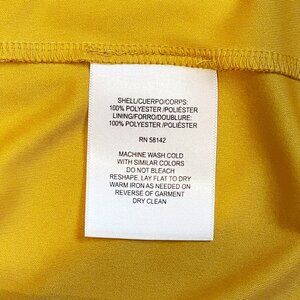 SHELL/CUERPO/CORPS:
100% POLYESTER /POLIÉSTER
LINING/FORRO/DOUBLURE:
100% POLYESTER /POLIÉSTER
RN 58142
MACHINE WASH COLD
WITH SIMILAR COLORS
DO NOT BLEACH
RESHAPE, LAY FLAT TO DRY
WARM IRON AS NEEDED ON
REVERSE OF GARMENT
DRY CLEAN